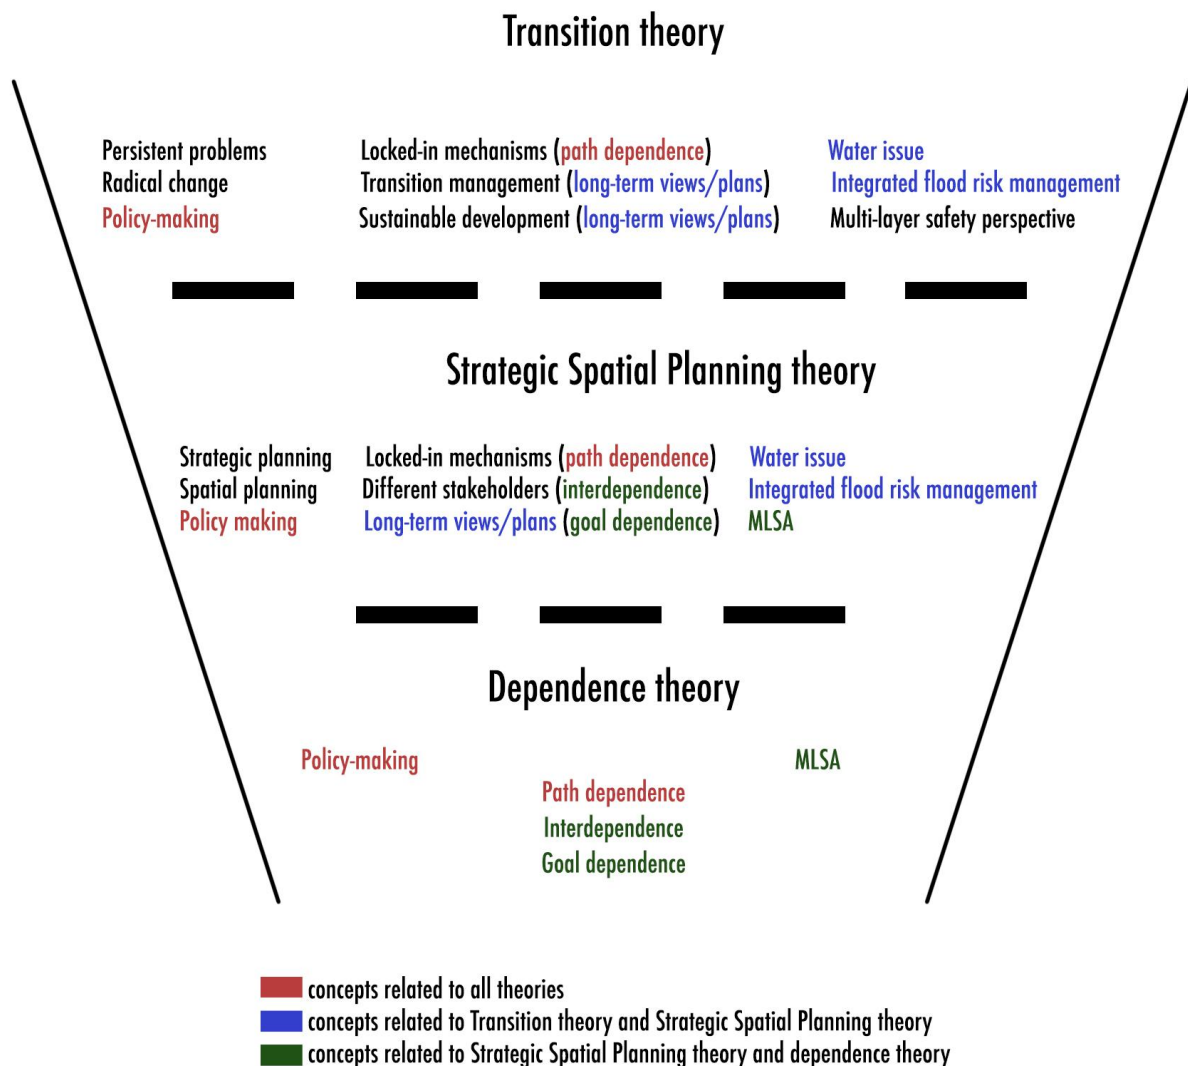 Transition theory
Persistent problems Locked-in mechanisms (path dependence) Water issue
Radical change Transition management (long-term views/plans) Integrated flood risk management
Policy-making Sustainable development (long-term views/plans) Multi-layer safety perspective
Strategic Spatial Planning theory
Strategic planning Locked-in mechanisms (path dependence) Water issue
Spatial planning Different stakeholders (interdependence) Integrated flood risk management
Policy making Long-term views/plans (goal dependence) MLSA
Dependence theory
Policy-making MLSA
Path dependence
Interdependence
Goal dependence
concepts related to all theories
concepts related to Transition theory and Strategic Spatial Planning theory
concepts related to Strategic Spatial Planning theory and dependence theory